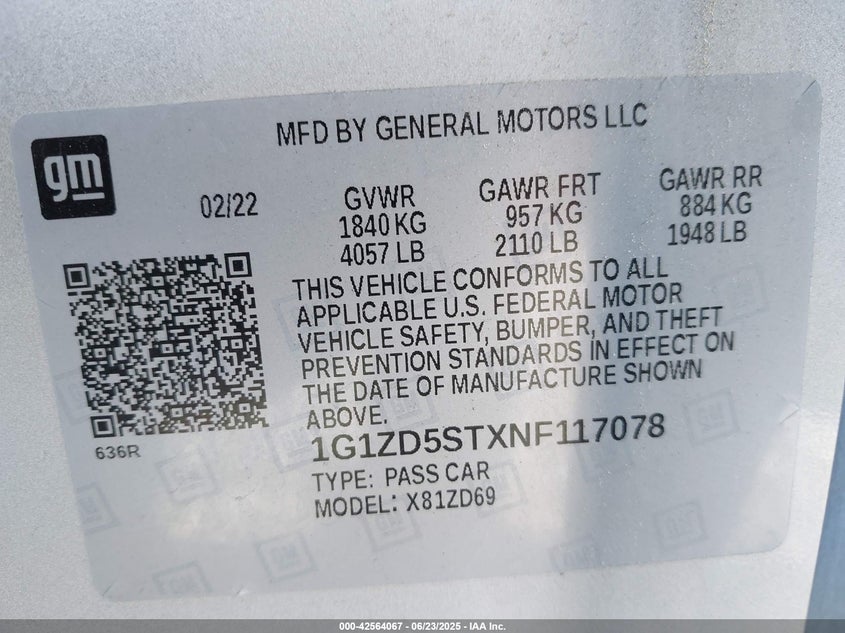 MFD BY GENERAL MOTORS LLC
gm
02/22
GVWR
1840 KG
4057 LB
GAWR FRT
957 KG
2110 LB
GAWR RR
884 KG
1948 LB
THIS VEHICLE CONFORMS TO ALL
APPLICABLE U.S. FEDERAL MOTOR
VEHICLE SAFETY, BUMPER, AND THEFT
PREVENTION STANDARDS IN EFFECT ON
THE DATE OF MANUFACTURE SHOWN
ABOVE.
636R
1G1ZD5STXNF117078
TYPE: PASS CAR
MODEL: X81ZD69
000-42564067 - 06/23/2025 - IAA Inc.